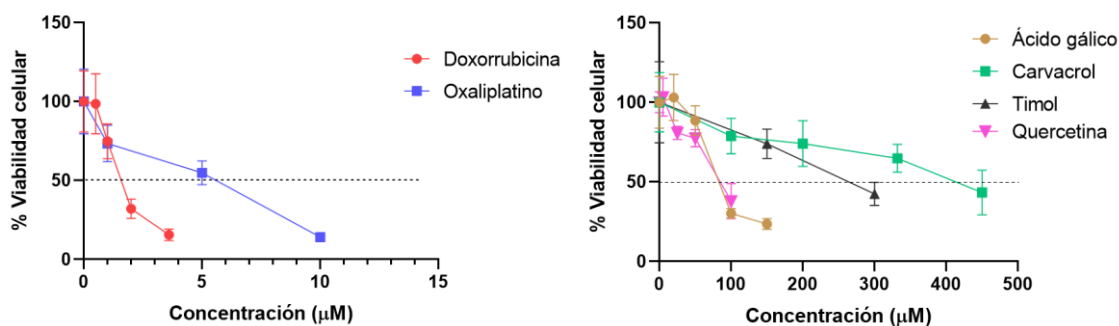 % Viabilidad celular
150
100
50
0
0
5
10
15
Concentración (μM)
Doxorrubicina
Oxaliplatino
% Viabilidad celular
150
100
50
0
0
100
200
300
400
500
Concentración (μM)
Ácido gálico
Carvacrol
Timol
Quercetina